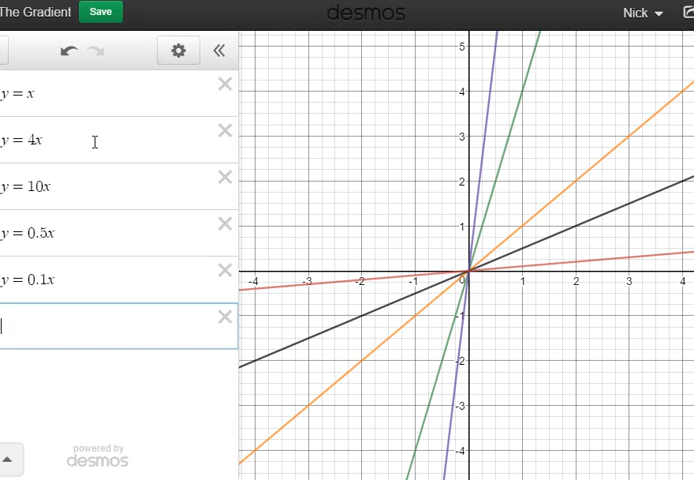 The Gradient Save desmos Nick
y = x
y = 4x
y = 10x
y = 0.5x
y = 0.1x
powered by
desmos
5
4
3
2
1
-4 -3 -2 -1 0 1 2 3 4
-1
-2
-3
-4